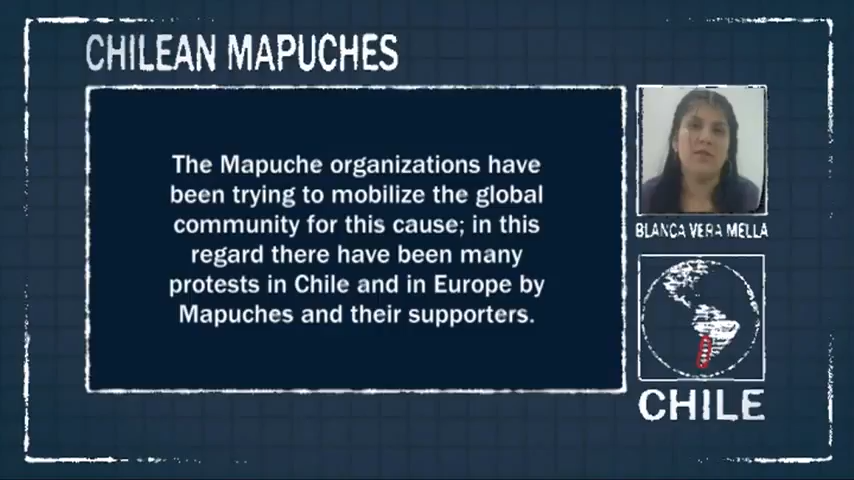 CHILEAN MAPUCHES
The Mapuche organizations have
been trying to mobilize the global
community for this cause; in this
regard there have been many
protests in Chile and in Europe by
Mapuches and their supporters.
BLANCA VERA MELLA
CHILE